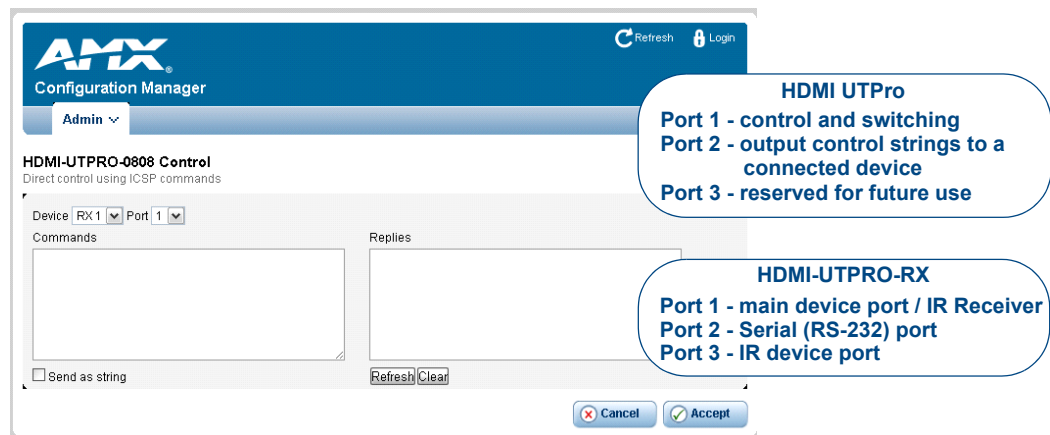 AMX®
Refresh Login
Configuration Manager
Admin
HDMI-UTPRO-0808 Control
Direct control using ICSP commands
Device RX 1 Port 1
Commands
Replies
Send as string
Refresh Clear
Cancel Accept
HDMI UTPro
Port 1 - control and switching
Port 2 - output control strings to a
connected device
Port 3 - reserved for future use
HDMI-UTPRO-RX
Port 1 - main device port / IR Receiver
Port 2 - Serial (RS-232) port
Port 3 - IR device port